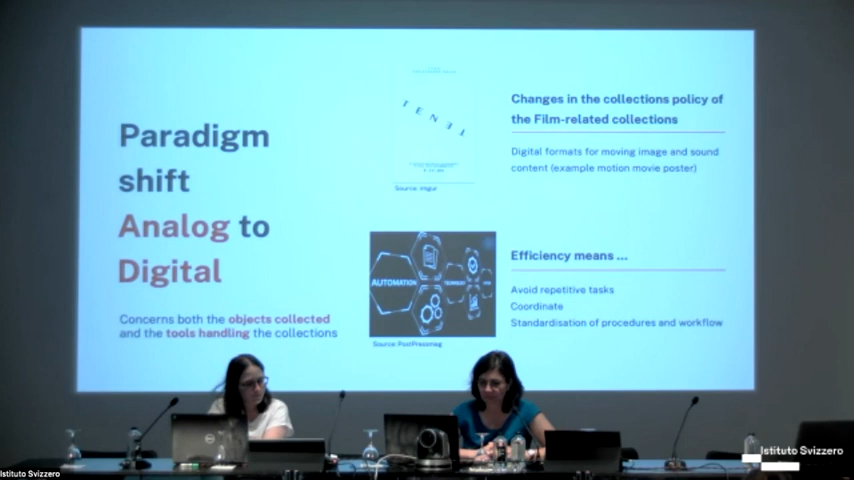 Paradigm
shift
Analog to
Digital
Concerns both the objects collected
and the tools handling the collections
TENET
Source: Imgur
Changes in the collections policy of
the Film-related collections
Digital formats for moving image and sound
content (example motion movie poster)
AUTOMATION
TECHNOLOGY
Source: PostPressmag
Efficiency means ...
Avoid repetitive tasks
Coordinate
Standardisation of procedures and workflow
DELL
Istituto Svizzero
Istituto Svizzero